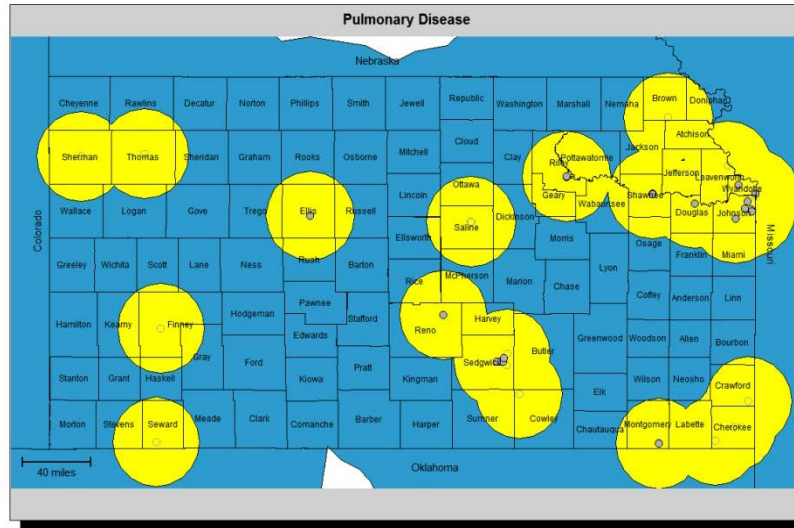 Pulmonary Disease
Nebraska
Cheyenne Rawlins Decatur Norton Phillips Smith Jewell Republic Washington Marshall Nemaha Brown Doniphan
Atchison
Sherman Thomas Sheridan Graham Rooks Osborne Mitchell Cloud Clay Riley Pottawatomie Jackson Jefferson Leavenworth
Wyandotte
Lincoln Ottawa Geary Wabaunsee Shawnee Douglas Johnson
Wallace Logan Gove Trego Ellis Russell Saline Dickinson
Colorado
Missouri
Ellsworth Morris Osage Franklin Miami
Greeley Wichita Scott Lane Ness Rush Barton Rice McPherson Marion Chase Lyon
Coffey Anderson Linn
Hamilton Kearny Finney Hodgeman Pawnee Stafford Reno Harvey
Edwards
Gray Ford Sedgwick Butler Greenwood Woodson Allen Bourbon
Stanton Grant Haskell Kiowa Pratt Kingman Elk Wilson Neosho Crawford
Morton Stevens Seward Meade Clark Comanche Barber Harper Sumner Cowley Chautauqua Montgomery Labette Cherokee
40 miles
Oklahoma